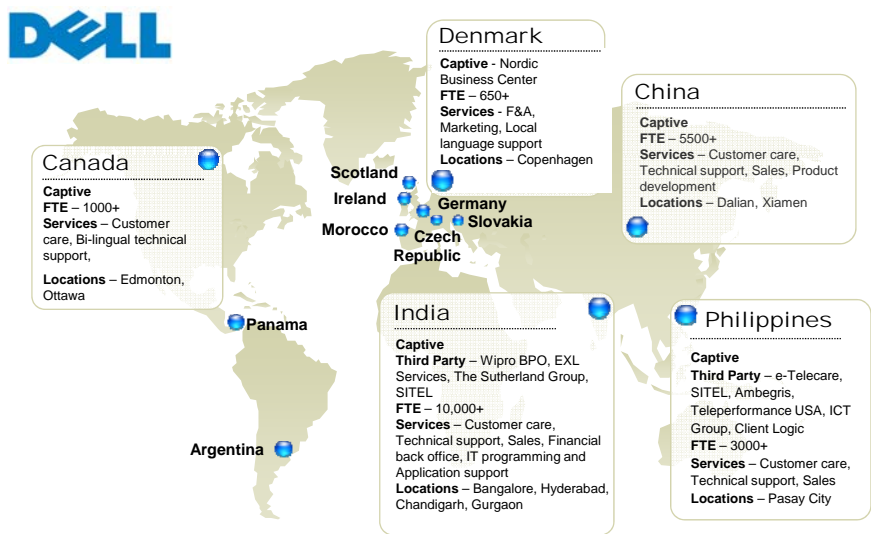 DELL
Denmark
Captive - Nordic
Business Center
FTE – 650+
Services - F&A,
Marketing, Local
language support
Locations – Copenhagen
China
Captive
FTE – 5500+
Services – Customer care,
Technical support, Sales, Product
development
Locations – Dalian, Xiamen
Canada
Captive
FTE – 1000+
Services – Customer
care, Bi-lingual technical
support,
Locations – Edmonton,
Ottawa
Scotland
Ireland
Germany
Slovakia
Morocco
Czech
Republic
Panama
Argentina
India
Captive
Third Party – Wipro BPO, EXL
Services, The Sutherland Group,
SITEL
FTE – 10,000+
Services – Customer care,
Technical support, Sales, Financial
back office, IT programming and
Application support
Locations – Bangalore, Hyderabad,
Chandigarh, Gurgaon
Philippines
Captive
Third Party – e-Telecare,
SITEL, Ambegris,
Teleperformance USA, ICT
Group, Client Logic
FTE – 3000+
Services – Customer care,
Technical support, Sales
Locations – Pasay City